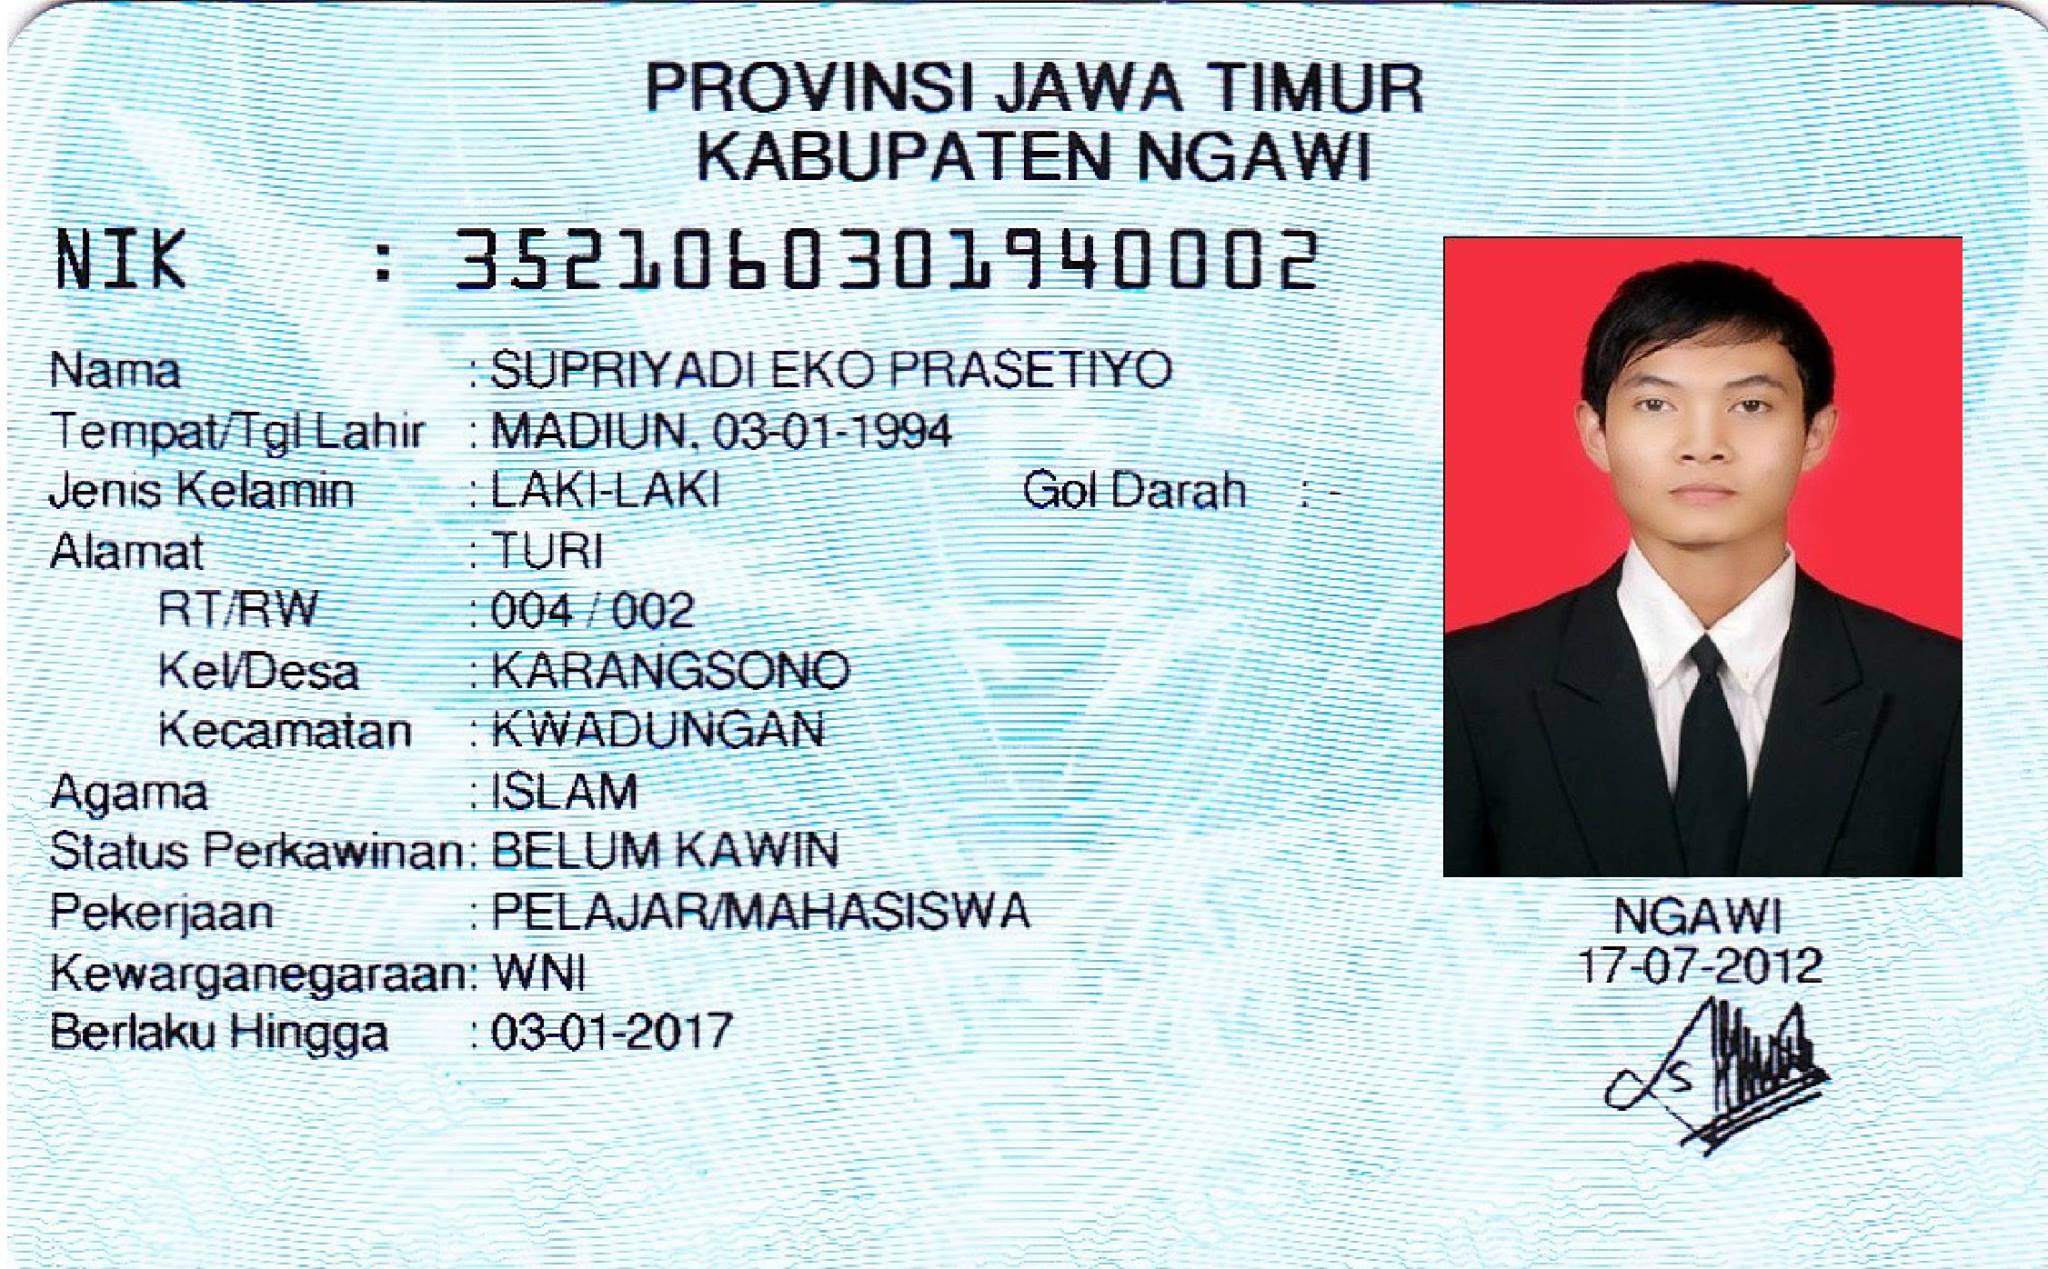 PROVINSI JAWA TIMUR
KABUPATEN NGAWI
NIK : 3521060301940002
Nama : SUPRIYADI EKO PRASETIYO
Tempat/Tgl Lahir : MADIUN, 03-01-1994
Jenis Kelamin : LAKI-LAKI Gol Darah : -
Alamat : TURI
RT/RW : 004 / 002
Kel/Desa : KARANGSONO
Kecamatan : KWADUNGAN
Agama : ISLAM
Status Perkawinan: BELUM KAWIN
Pekerjaan : PELAJAR/MAHASISWA
Kewarganegaraan: WNI
Berlaku Hingga : 03-01-2017
NGAWI
17-07-2012